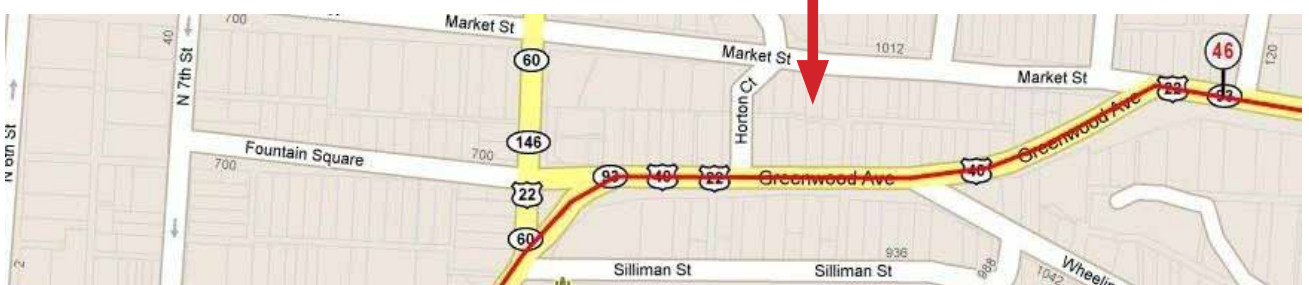 700
Market St
60
46
40
N 7th St
Market St
1012
Market St
120
22
93
N 6th St
146
Horton Ct
Greenwood Ave
Fountain Square
700
700
93
40
22
Greenwood Ave
40
22
60
936
Silliman St
Silliman St
988
1042
2